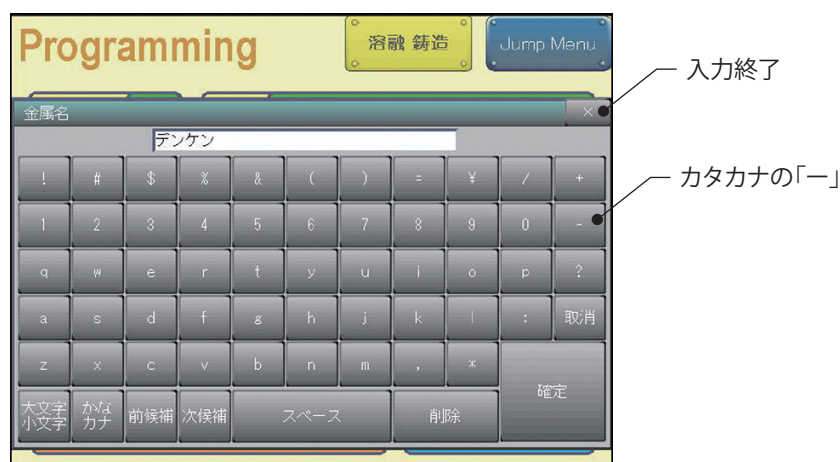 Programming
溶融 鋳造
Jump Menu
入力終了
金属名
×
デンケン
カタカナの「ー」
! # $ % & ( ) = ¥ / +
1 2 3 4 5 6 7 8 9 0 -
q w e r t y u i o p ?
a s d f g h j k l : 取消
z x c v b n m , *
確定
大文字 かな 前候補 次候補 スペース 削除
小文字 カナ